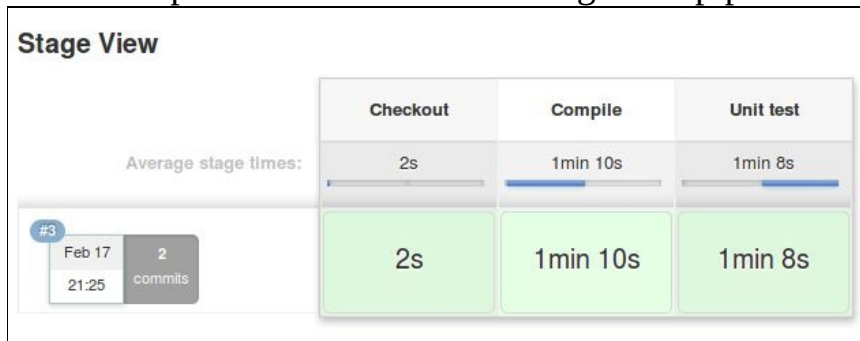 Stage View
Checkout Compile Unit test
Average stage times: 2s 1min 10s 1min 8s
#3
Feb 17 2
21:25 commits
2s 1min 10s 1min 8s